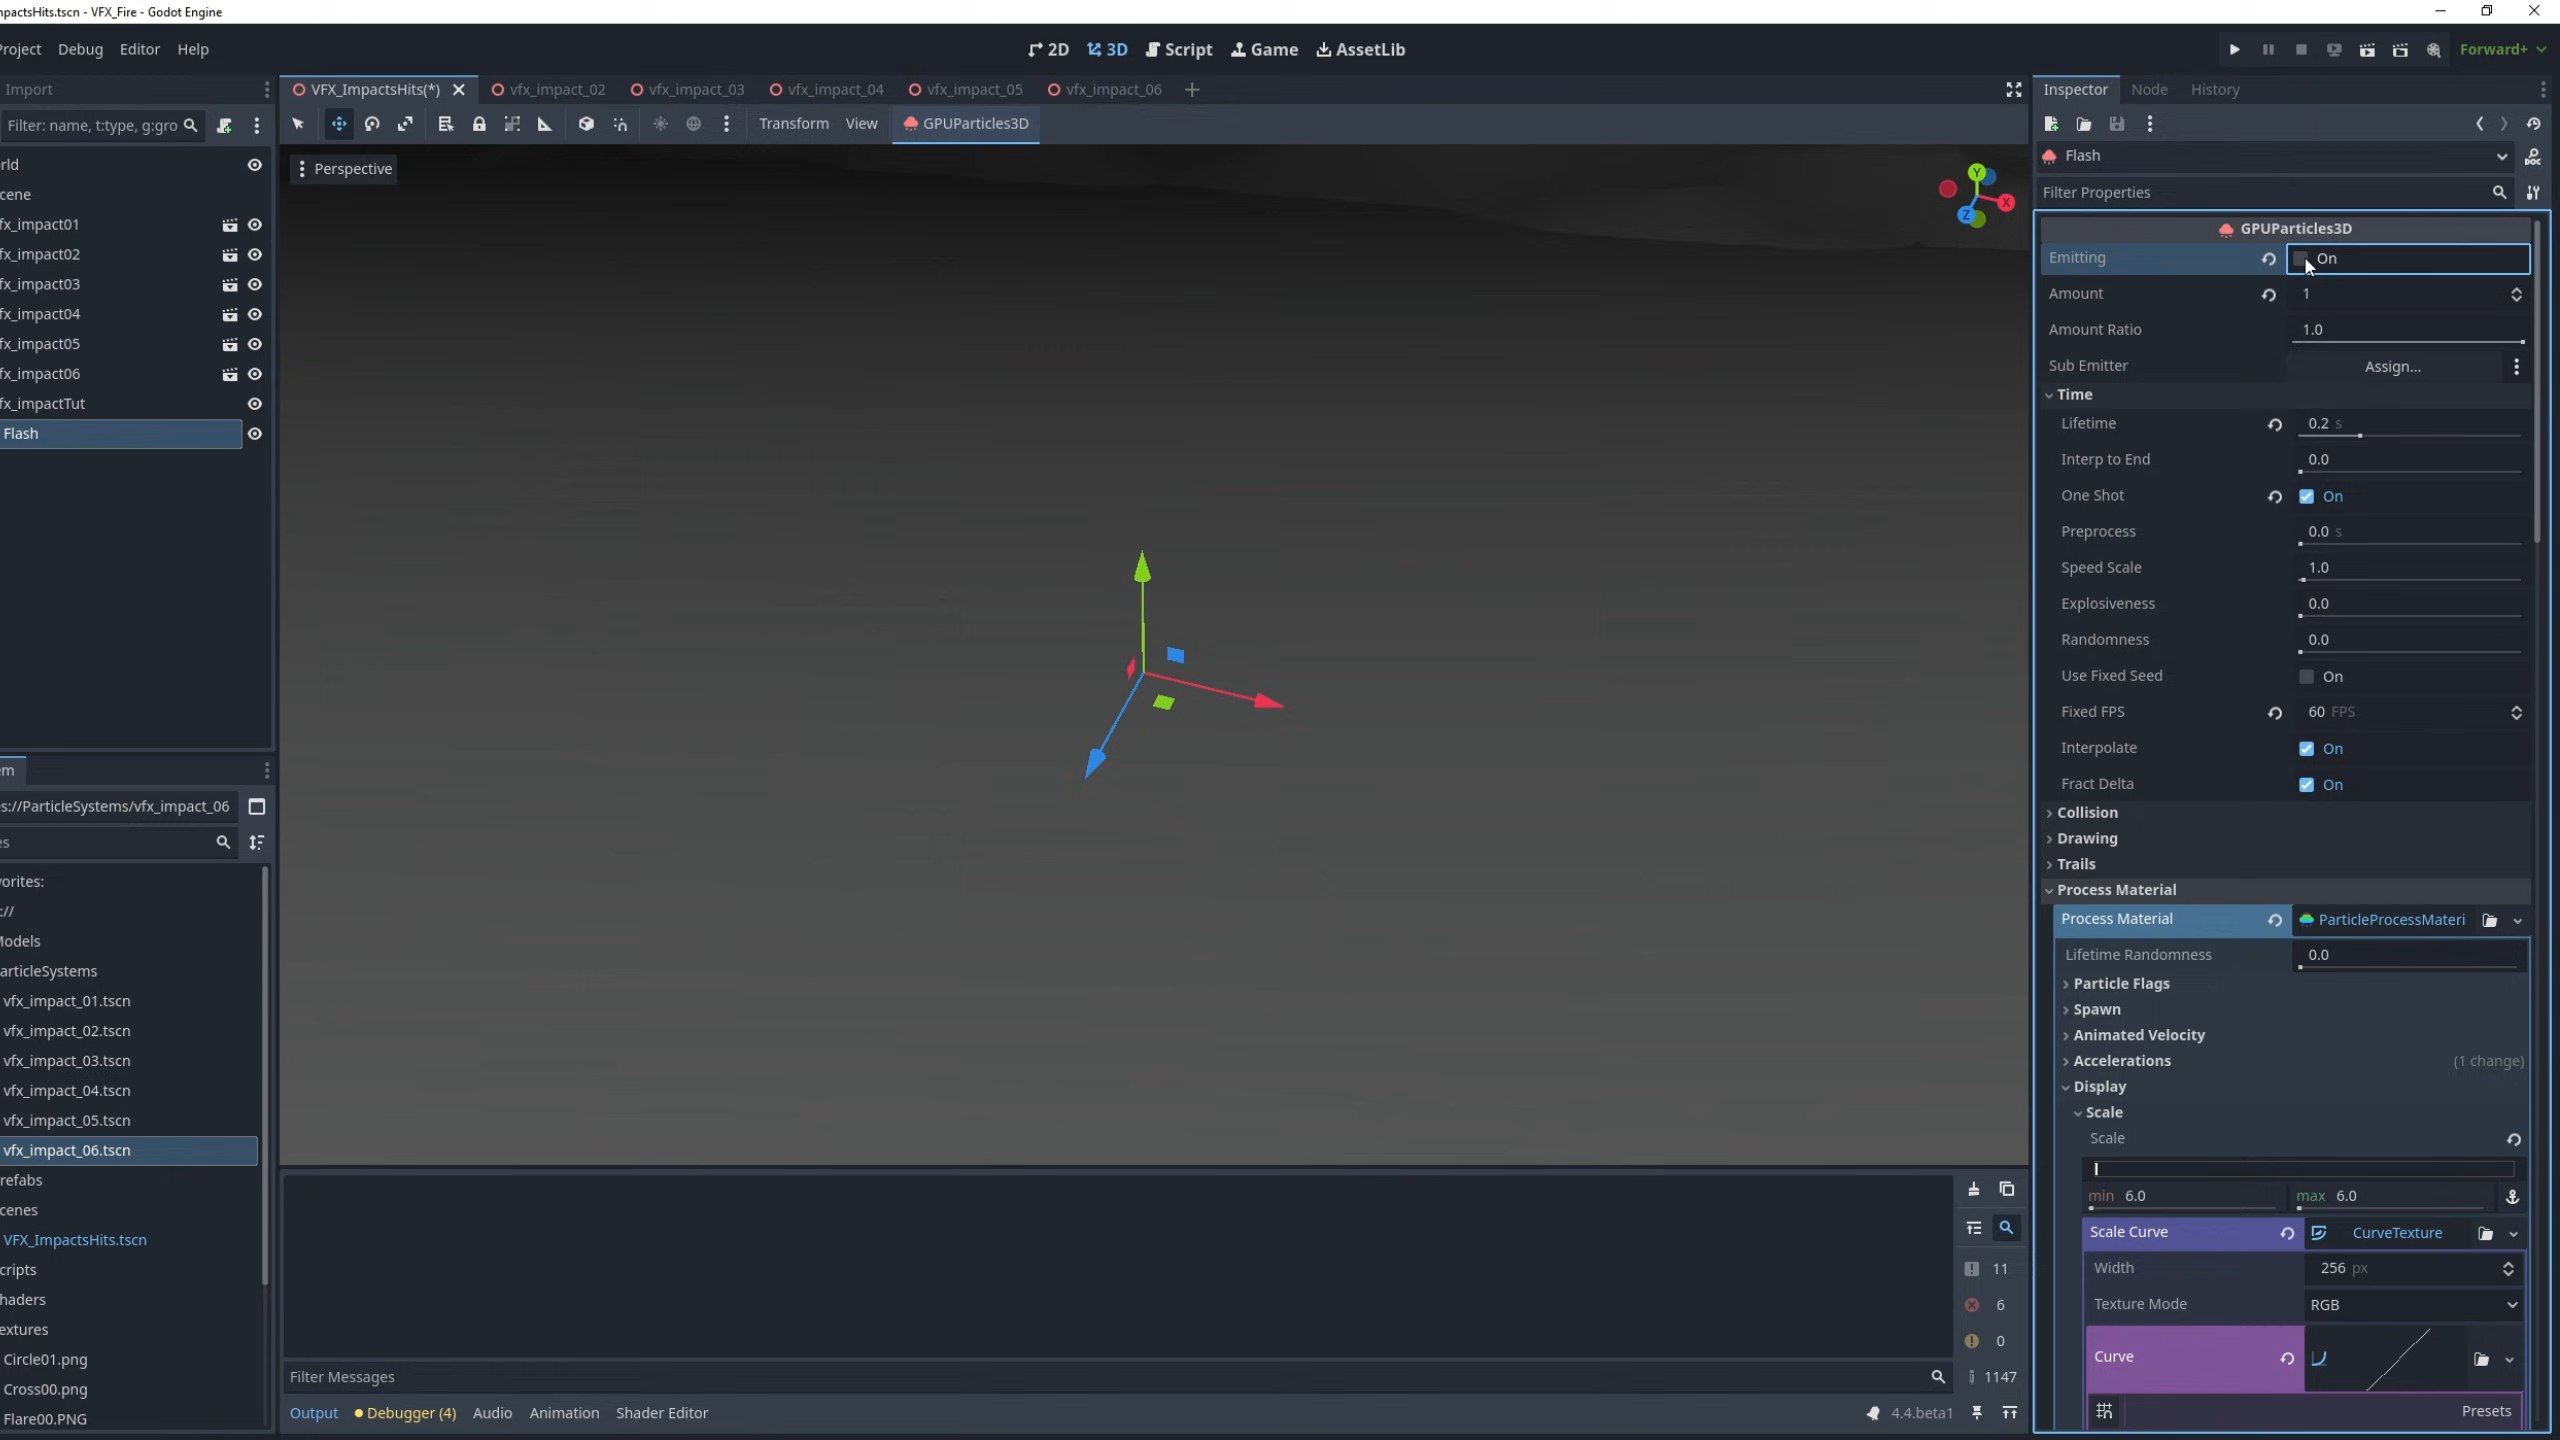 mpactsHits.tscn - VFX_Fire - Godot Engine
Project Debug Editor Help
2D 3D Script Game AssetLib
Forward+
Import
VFX_ImpactsHits(*) vfx_impact_02 vfx_impact_03 vfx_impact_04 vfx_impact_05 vfx_impact_06
Inspector Node History
Filter: name, t:type, g:gro
Transform View GPUParticles3D
Perspective
Y
X
Z
rld
cene
fx_impact01
fx_impact02
fx_impact03
fx_impact04
fx_impact05
fx_impact06
fx_impactTut
Flash
em
s://ParticleSystems/vfx_impact_06
es
vorites:
://
Models
articleSystems
vfx_impact_01.tscn
vfx_impact_02.tscn
vfx_impact_03.tscn
vfx_impact_04.tscn
vfx_impact_05.tscn
vfx_impact_06.tscn
refabs
cenes
VFX_ImpactsHits.tscn
cripts
haders
extures
Circle01.png
Cross00.png
Flare00.PNG
11
6
0
Filter Messages
1147
Output Debugger (4) Audio Animation Shader Editor
4.4.beta1
Flash
DOC
Filter Properties
GPUParticles3D
Emitting On
Amount 1
Amount Ratio 1.0
Sub Emitter Assign...
Time
Lifetime 0.2 s
Interp to End 0.0
One Shot On
Preprocess 0.0 s
Speed Scale 1.0
Explosiveness 0.0
Randomness 0.0
Use Fixed Seed On
Fixed FPS 60 FPS
Interpolate On
Fract Delta On
Collision
Drawing
Trails
Process Material
Process Material ParticleProcessMateri
Lifetime Randomness 0.0
Particle Flags
Spawn
Animated Velocity
Accelerations (1 change)
Display
Scale
Scale
min 6.0 max 6.0
Scale Curve CurveTexture
Width 256 px
Texture Mode RGB
Curve
Presets